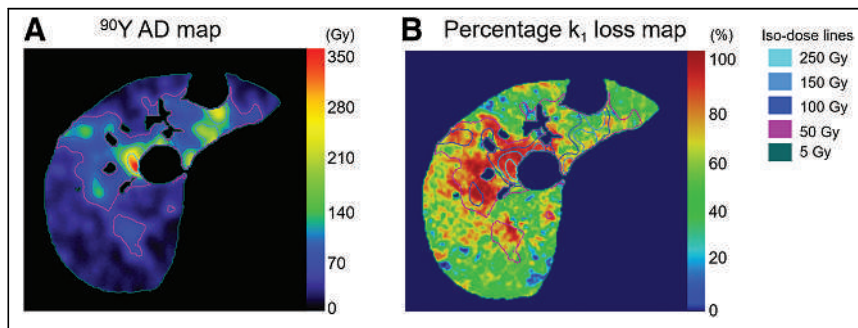 A
⁹⁰Y AD map
(Gy)
350
280
210
140
70
0
B
Percentage k₁ loss map
(%)
100
80
60
40
20
0
Iso-dose lines
250 Gy
150 Gy
100 Gy
50 Gy
5 Gy